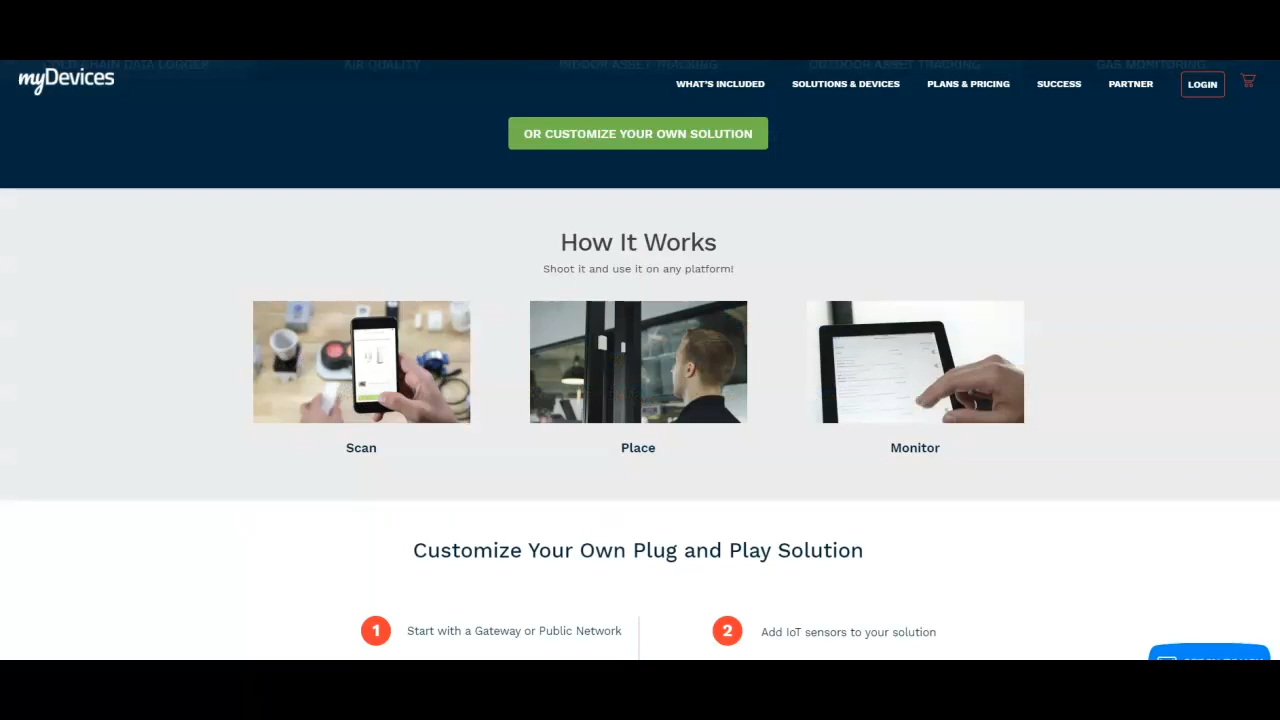 AIR QUALITY
INDOOR ASSET TRACKING
OUTDOOR ASSET TRACKING
GAS MONITORING
myDevices
WHAT'S INCLUDED
SOLUTIONS & DEVICES
PLANS & PRICING
SUCCESS
PARTNER
LOGIN
OR CUSTOMIZE YOUR OWN SOLUTION
How It Works
Shoot it and use it on any platform!
Scan
Place
Monitor
Customize Your Own Plug and Play Solution
1 Start with a Gateway or Public Network
2 Add IoT sensors to your solution